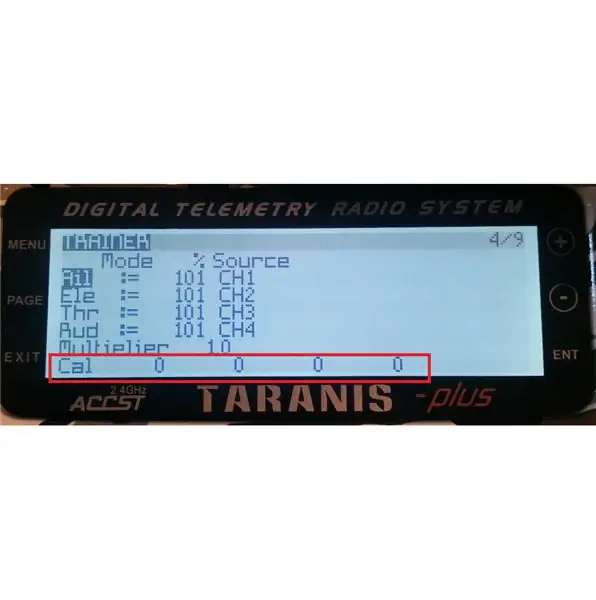 DIGITAL TELEMETRY RADIO SYSTEM
MENU TRAINER 4/9 +
Mode % Source
Ail := 101 CH1
PAGE Ele := 101 CH2 -
Thr := 101 CH3
Rud := 101 CH4
Multiplier 1.0
EXIT Cal 0 0 0 0 ENT
2.4GHz
ACCST TARANIS -plus